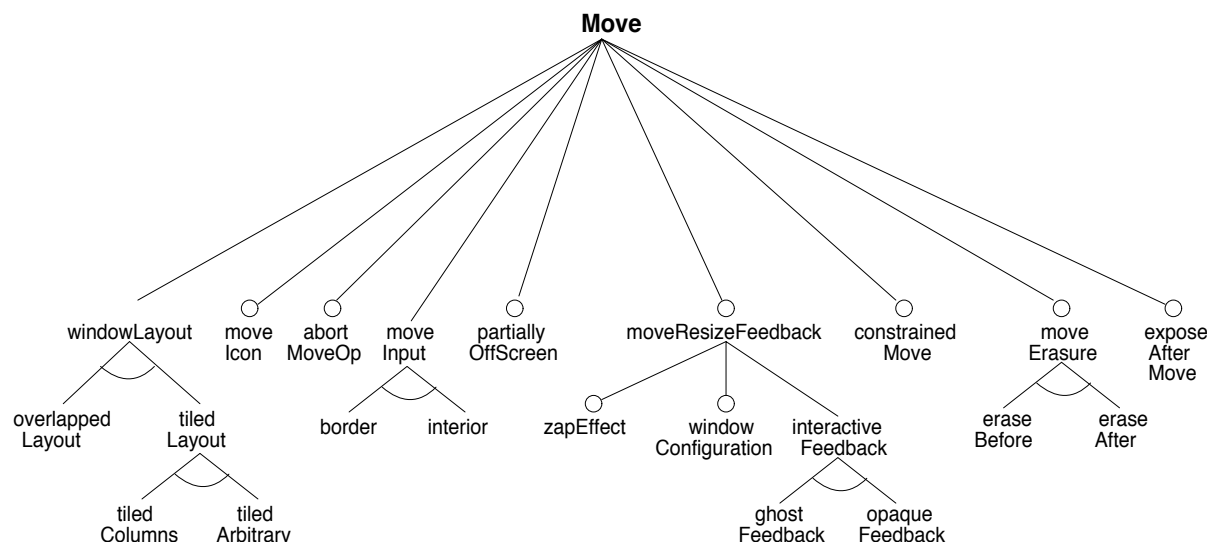 Move
windowLayout
move
Icon
abort
MoveOp
move
Input
partially
OffScreen
moveResizeFeedback
constrained
Move
move
Erasure
expose
After
Move
overlapped
Layout
tiled
Layout
border
interior
zapEffect
window
Configuration
interactive
Feedback
erase
Before
erase
After
tiled
Columns
tiled
Arbitrary
ghost
Feedback
opaque
Feedback